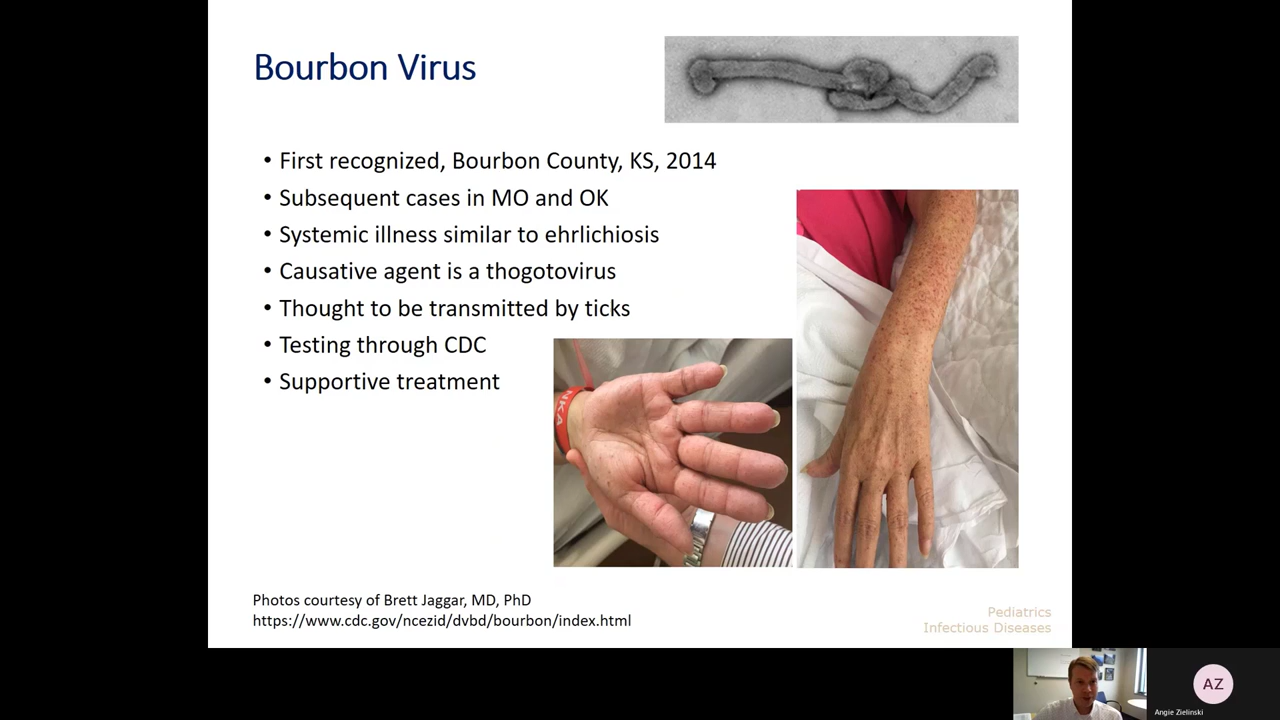 Bourbon Virus
• First recognized, Bourbon County, KS, 2014
• Subsequent cases in MO and OK
• Systemic illness similar to ehrlichiosis
• Causative agent is a thogotovirus
• Thought to be transmitted by ticks
• Testing through CDC
• Supportive treatment
NKA
Photos courtesy of Brett Jaggar, MD, PhD
https://www.cdc.gov/ncezid/dvbd/bourbon/index.html
Pediatrics
Infectious Diseases
AZ
Angie Zielinski